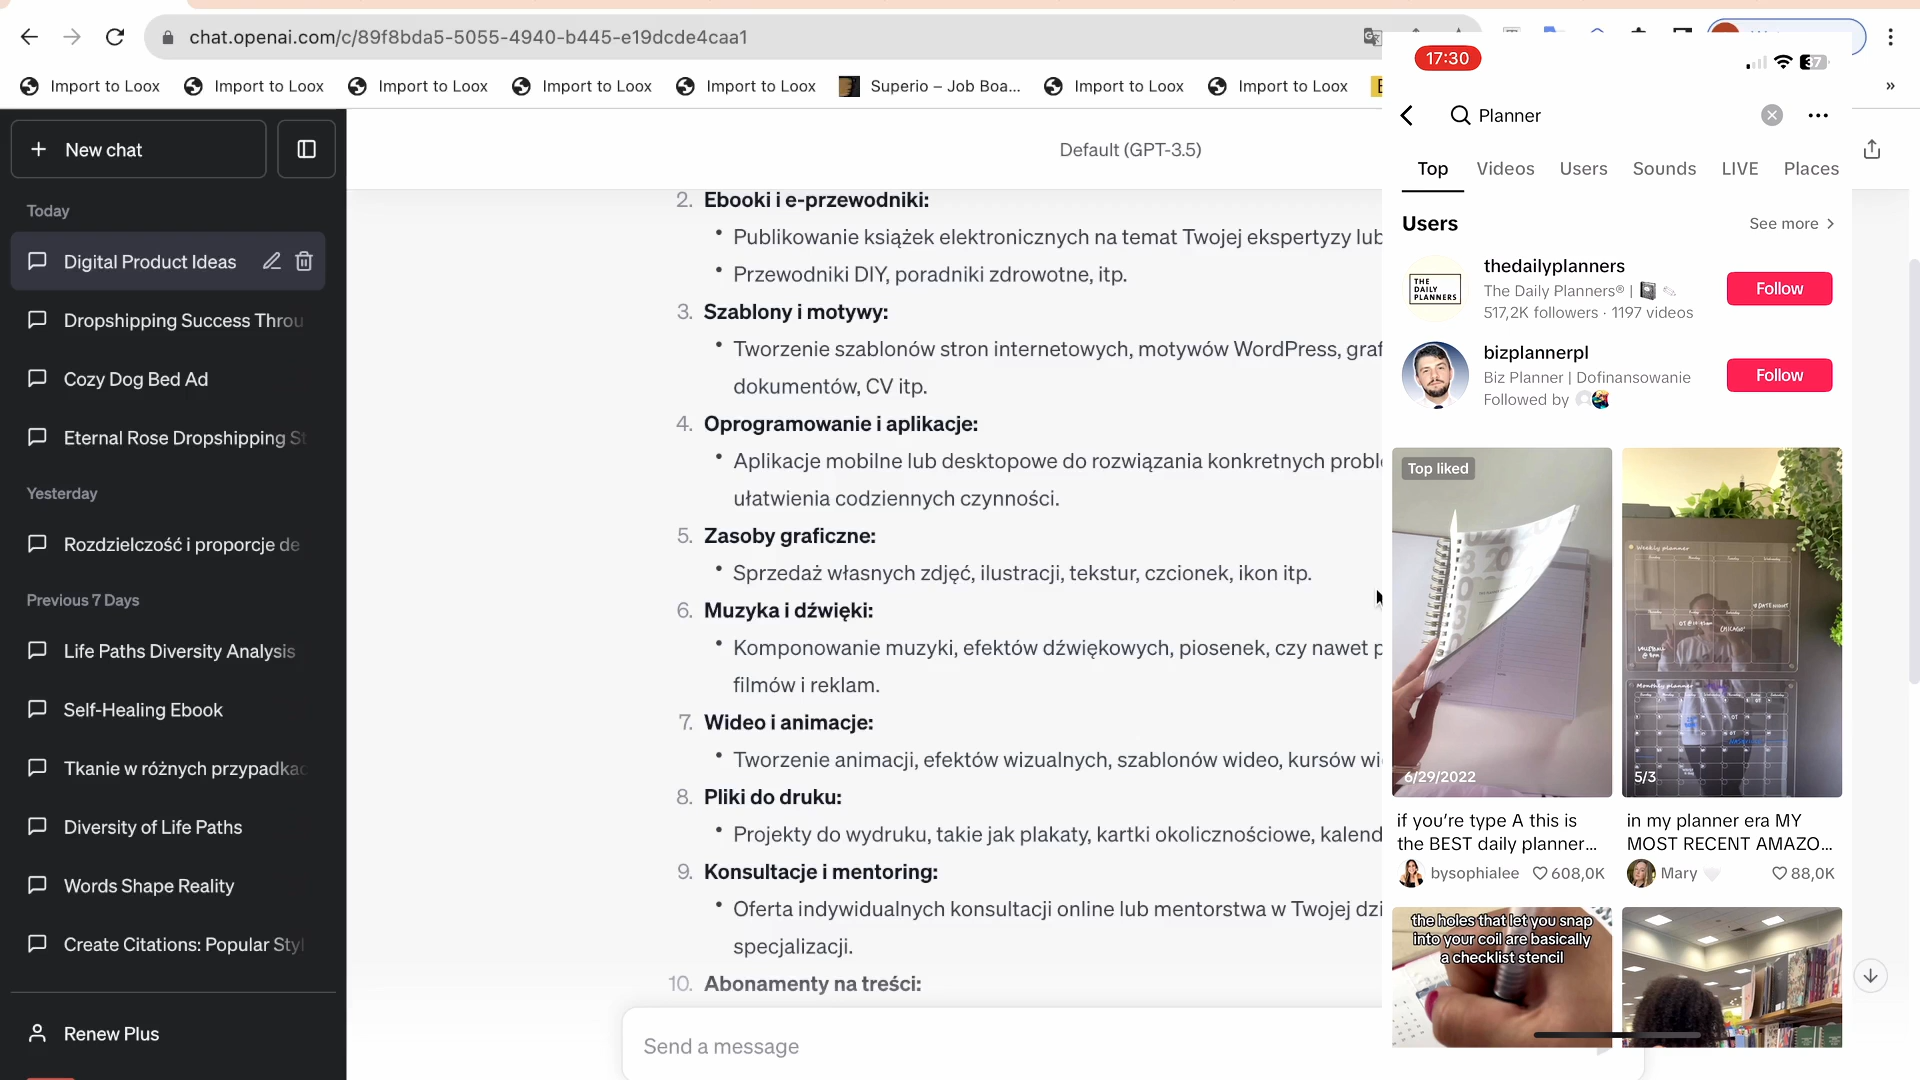 chat.openai.com/c/89f8bda5-5055-4940-b445-e19dcde4caa1
Import to Loox
Import to Loox
Import to Loox
Import to Loox
Import to Loox
Superio – Job Boa...
Import to Loox
Import to Loox
»
New chat
Today
Digital Product Ideas
Dropshipping Success Throu
Cozy Dog Bed Ad
Eternal Rose Dropshipping St
Yesterday
Rozdzielczość i proporcje de
Previous 7 Days
Life Paths Diversity Analysis
Self-Healing Ebook
Tkanie w różnych przypadkac
Diversity of Life Paths
Words Shape Reality
Create Citations: Popular Styl
Renew Plus
Default (GPT-3.5)
2. Ebooki i e-przewodniki:
• Publikowanie książek elektronicznych na temat Twojej ekspertyzy lub
• Przewodniki DIY, poradniki zdrowotne, itp.
3. Szablony i motywy:
• Tworzenie szablonów stron internetowych, motywów WordPress, graf
dokumentów, CV itp.
4. Oprogramowanie i aplikacje:
• Aplikacje mobilne lub desktopowe do rozwiązania konkretnych proble
ułatwienia codziennych czynności.
5. Zasoby graficzne:
• Sprzedaż własnych zdjęć, ilustracji, tekstur, czcionek, ikon itp.
6. Muzyka i dźwięki:
• Komponowanie muzyki, efektów dźwiękowych, piosenek, czy nawet p
filmów i reklam.
7. Wideo i animacje:
• Tworzenie animacji, efektów wizualnych, szablonów wideo, kursów wi
8. Pliki do druku:
• Projekty do wydruku, takie jak plakaty, kartki okolicznościowe, kalend
9. Konsultacje i mentoring:
• Oferta indywidualnych konsultacji online lub mentorstwa w Twojej dzi
specjalizacji.
10. Abonamenty na treści:
Send a message
17:30
37
Planner
Top Videos Users Sounds LIVE Places
Users
See more >
thedailyplanners
The Daily Planners® |
517,2K followers · 1197 videos
Follow
THE
DAILY
PLANNERS
bizplannerpl
Biz Planner | Dofinansowanie
Followed by
Follow
Top liked
6/29/2022
if you're type A this is
the BEST daily planner...
bysophialee 608,0K
Weekly planner
CHICAGO!
Monthly planner
5/3
in my planner era MY
MOST RECENT AMAZO...
Mary 88,0K
the holes that let you snap
into your coil are basically
a checklist stencil